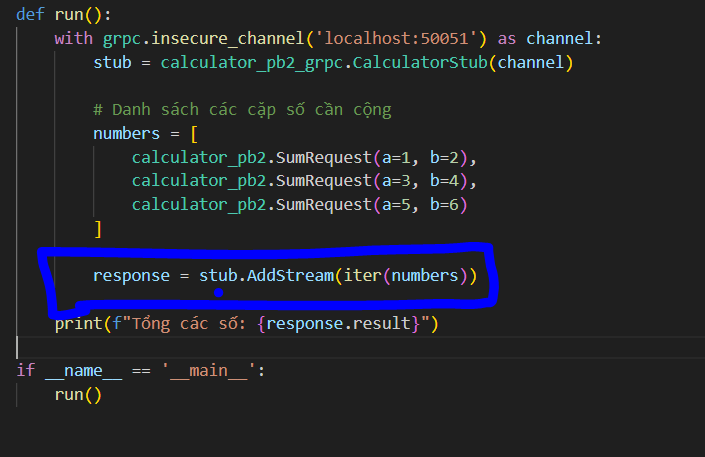 def run():
    with grpc.insecure_channel('localhost:50051') as channel:
        stub = calculator_pb2_grpc.CalculatorStub(channel)

        # Danh sách các cặp số cần cộng
        numbers = [
            calculator_pb2.SumRequest(a=1, b=2),
            calculator_pb2.SumRequest(a=3, b=4),
            calculator_pb2.SumRequest(a=5, b=6)
        ]

        response = stub.AddStream(iter(numbers))

    print(f"Tổng các số: {response.result}")

if __name__ == '__main__':
    run()